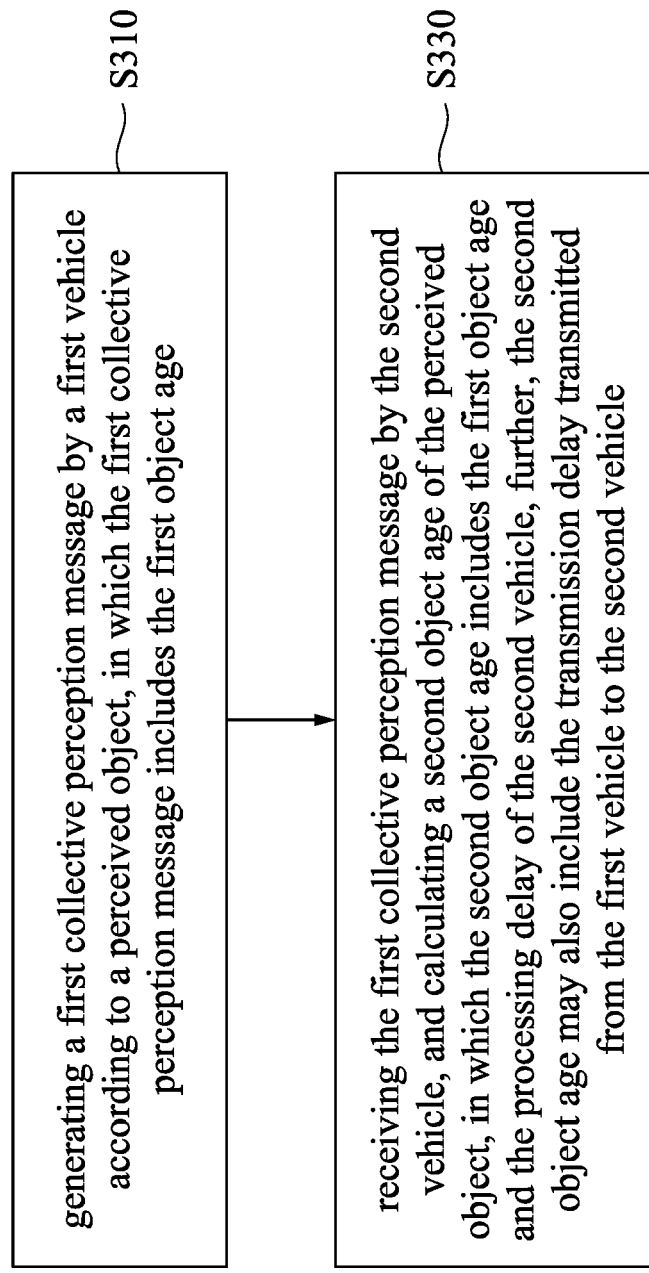 generating a first collective perception message by a first vehicle
according to a perceived object, in which the first collective
perception message includes the first object age
S310
receiving the first collective perception message by the second
vehicle, and calculating a second object age of the perceived
object, in which the second object age includes the first object age
and the processing delay of the second vehicle, further, the second
object age may also include the transmission delay transmitted
from the first vehicle to the second vehicle
S330